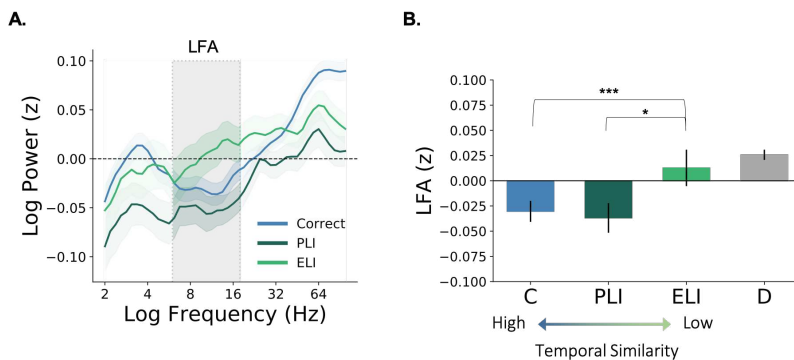 A.
LFA
Log Power (z)
0.10
0.05
0.00
−0.05
−0.10
Correct
PLI
ELI
2 4 8 16 32 64
Log Frequency (Hz)
B.
LFA (z)
0.100
0.075
0.050
0.025
0.000
−0.025
−0.050
−0.075
−0.100
***
*
C PLI ELI D
High Low
Temporal Similarity